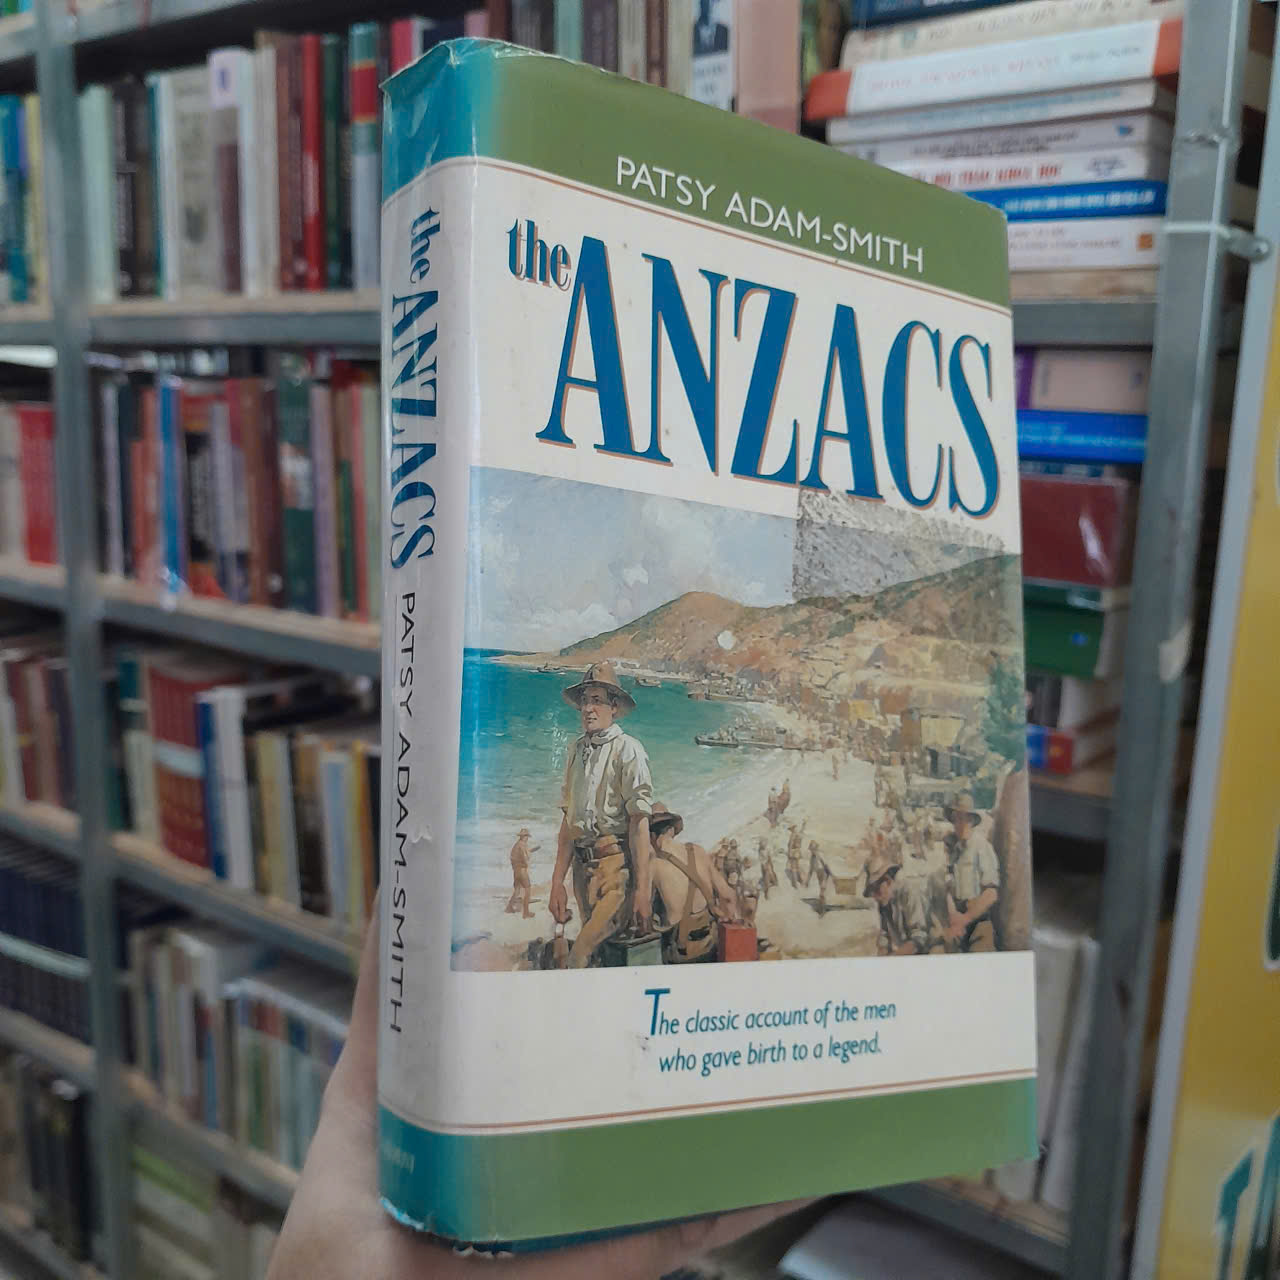 PATSY ADAM-SMITH
the
ANZACS
The classic account of the men
who gave birth to a legend.
the ANZACS PATSY ADAM-SMITH